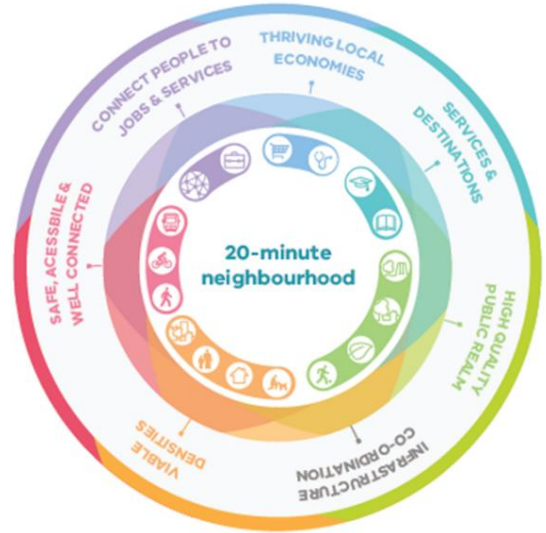 THRIVING LOCAL
ECONOMIES
SERVICES &
DESTINATIONS
HIGH QUALITY
PUBLIC REALM
INFRASTRUCTURE
CO-ORDINATION
VIABLE
DENSITIES
SAFE, ACESSBILE &
WELL CONNECTED
CONNECT PEOPLE TO
JOBS & SERVICES
20-minute
neighbourhood